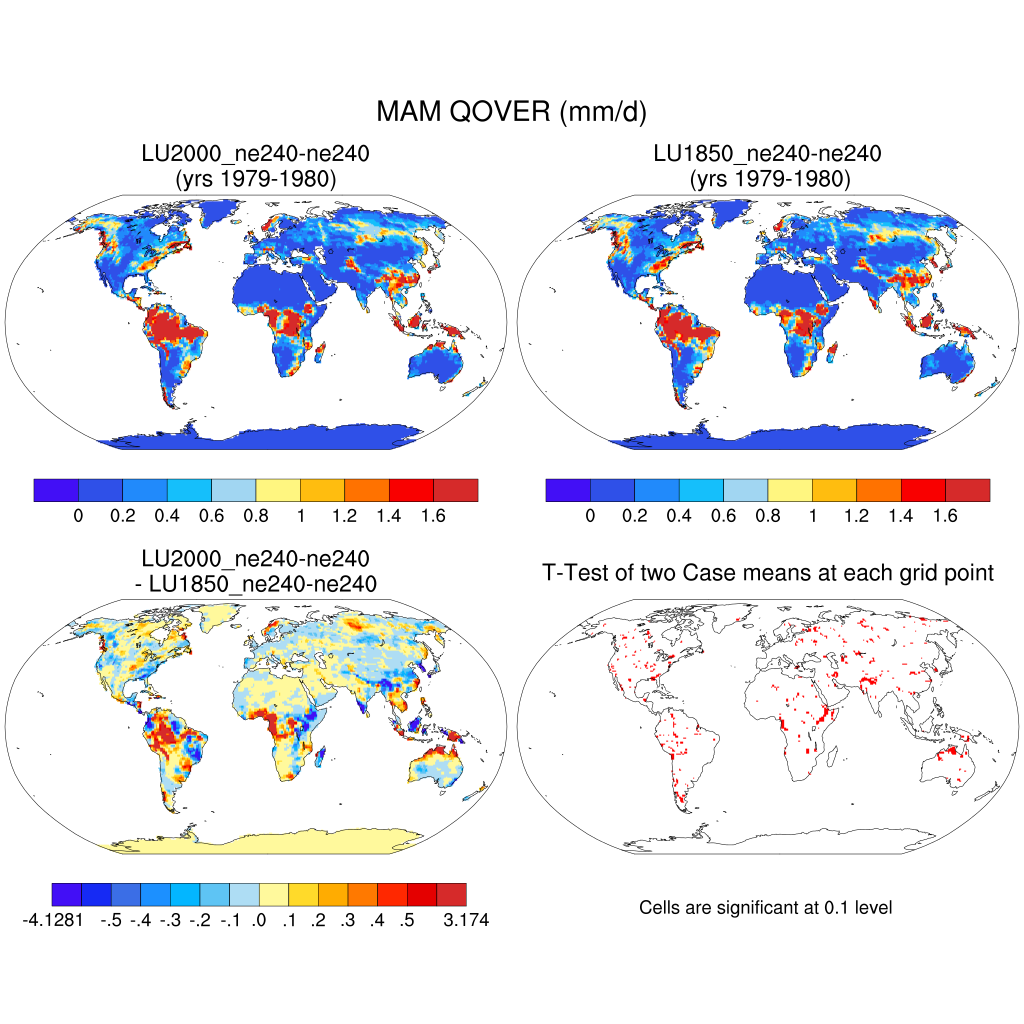 MAM QOVER (mm/d)
LU2000_ne240-ne240
(yrs 1979-1980)
LU1850_ne240-ne240
(yrs 1979-1980)
0 0.2 0.4 0.6 0.8 1 1.2 1.4 1.6
0 0.2 0.4 0.6 0.8 1 1.2 1.4 1.6
LU2000_ne240-ne240
- LU1850_ne240-ne240
T-Test of two Case means at each grid point
-4.1281 -.5 -.4 -.3 -.2 -.1 .0 .1 .2 .3 .4 .5 3.174
Cells are significant at 0.1 level